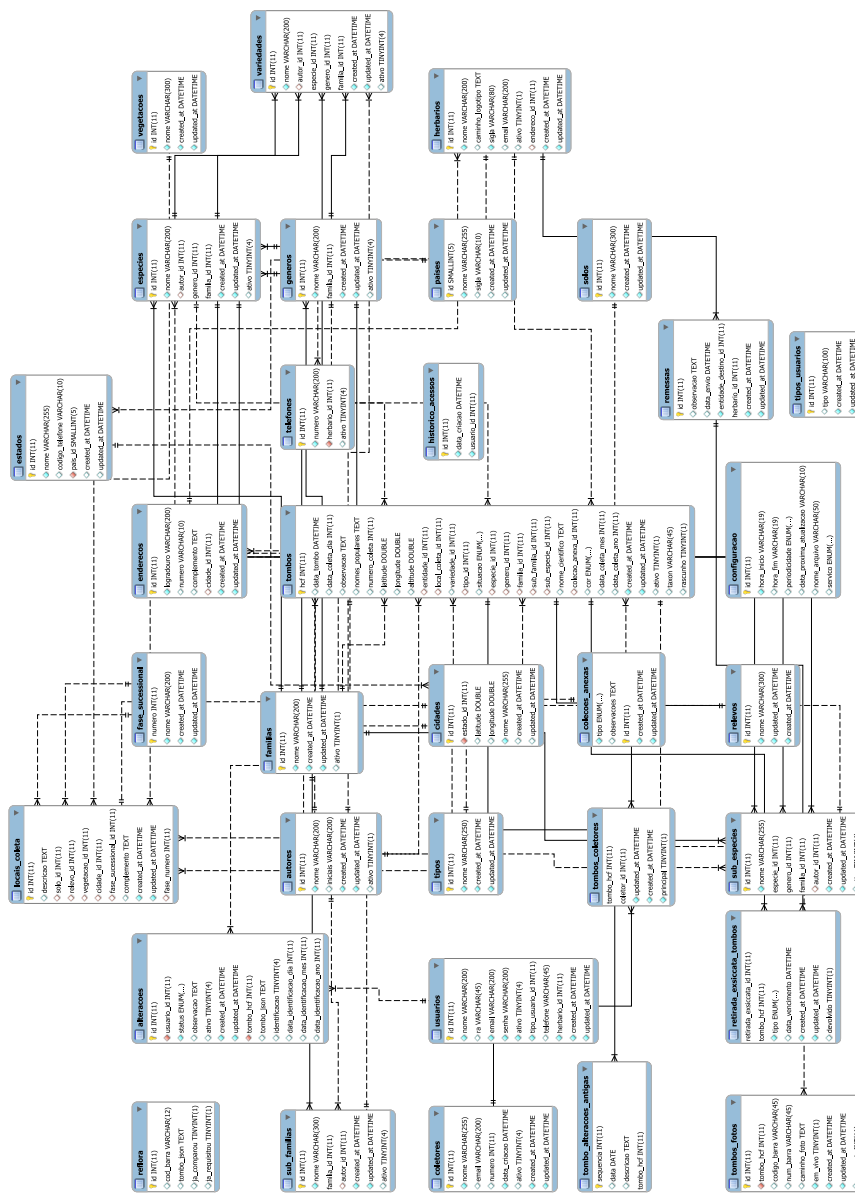 reflora
id INT(11)
cod_barra VARCHAR(12)
tombo_json TEXT
ja_comparou TINYINT(1)
ja_requisitou TINYINT(1)
alteracoes
id INT(11)
usuario_id INT(11)
status ENUM(...)
observacao TEXT
ativo TINYINT(4)
created_at DATETIME
updated_at DATETIME
tombo_hcf INT(11)
tombo_json TEXT
identificacao TINYINT(4)
data_identificacao_dia INT(11)
data_identificacao_mes INT(11)
data_identificacao_ano INT(11)
locais_coleta
id INT(11)
descricao TEXT
solo_id INT(11)
relevo_id INT(11)
vegetacao_id INT(11)
cidade_id INT(11)
fase_sucessional_id INT(11)
complemento TEXT
created_at DATETIME
updated_at DATETIME
fase_numero INT(11)
fase_sucessional
numero INT(11)
nome VARCHAR(200)
created_at DATETIME
updated_at DATETIME
enderecos
id INT(11)
logradouro VARCHAR(200)
numero VARCHAR(10)
complemento TEXT
cidade_id INT(11)
created_at DATETIME
updated_at DATETIME
estados
id INT(11)
nome VARCHAR(255)
codigo_telefone VARCHAR(10)
pais_id SMALLINT(5)
created_at DATETIME
updated_at DATETIME
especies
id INT(11)
nome VARCHAR(200)
autor_id INT(11)
genero_id INT(11)
familia_id INT(11)
created_at DATETIME
updated_at DATETIME
ativo TINYINT(4)
vegetacoes
id INT(11)
nome VARCHAR(300)
created_at DATETIME
updated_at DATETIME
variedades
id INT(11)
nome VARCHAR(200)
autor_id INT(11)
especie_id INT(11)
genero_id INT(11)
familia_id INT(11)
created_at DATETIME
updated_at DATETIME
ativo TINYINT(4)
sub_familias
id INT(11)
nome VARCHAR(300)
familia_id INT(11)
autor_id INT(11)
created_at DATETIME
updated_at DATETIME
ativo TINYINT(4)
autores
id INT(11)
nome VARCHAR(200)
iniciais VARCHAR(200)
created_at DATETIME
updated_at DATETIME
ativo TINYINT(1)
familias
id INT(11)
nome VARCHAR(200)
created_at DATETIME
updated_at DATETIME
ativo TINYINT(1)
tombos
hcf INT(11)
data_tombo DATETIME
data_coleta_dia INT(11)
observacao TEXT
nomes_populares TEXT
numero_coleta INT(11)
latitude DOUBLE
longitude DOUBLE
altitude DOUBLE
entidade_id INT(11)
local_coleta_id INT(11)
variedade_id INT(11)
tipo_id INT(11)
situacao ENUM(...)
especie_id INT(11)
genero_id INT(11)
familia_id INT(11)
sub_familia_id INT(11)
sub_especie_id INT(11)
nome_cientifico TEXT
colecao_anexa_id INT(11)
cor ENUM(...)
data_coleta_mes INT(11)
data_coleta_ano INT(11)
created_at DATETIME
updated_at DATETIME
ativo TINYINT(1)
taxon VARCHAR(45)
rascunho TINYINT(1)
telefones
id INT(11)
numero VARCHAR(200)
herbario_id INT(11)
ativo TINYINT(4)
generos
id INT(11)
nome VARCHAR(200)
familia_id INT(11)
created_at DATETIME
updated_at DATETIME
ativo TINYINT(4)
coletores
id INT(11)
nome VARCHAR(255)
email VARCHAR(200)
numero INT(11)
data_criacao DATETIME
ativo TINYINT(4)
created_at DATETIME
updated_at DATETIME
usuarios
id INT(11)
nome VARCHAR(200)
ra VARCHAR(45)
email VARCHAR(200)
senha VARCHAR(200)
ativo TINYINT(4)
tipo_usuario_id INT(11)
telefone VARCHAR(45)
herbario_id INT(11)
created_at DATETIME
updated_at DATETIME
tipos
id INT(11)
nome VARCHAR(250)
created_at DATETIME
updated_at DATETIME
cidades
id INT(11)
estado_id INT(11)
latitude DOUBLE
longitude DOUBLE
nome VARCHAR(255)
created_at DATETIME
updated_at DATETIME
historico_acessos
id INT(11)
data_criacao DATETIME
usuario_id INT(11)
paises
id SMALLINT(5)
nome VARCHAR(255)
sigla VARCHAR(10)
created_at DATETIME
updated_at DATETIME
herbarios
id INT(11)
nome VARCHAR(200)
caminho_logotipo TEXT
sigla VARCHAR(80)
email VARCHAR(200)
ativo TINYINT(1)
endereco_id INT(11)
created_at DATETIME
updated_at DATETIME
tombo_alteracoes_antigas
sequencia INT(11)
data DATE
descricao TEXT
tombo_hcf INT(11)
tombos_coletores
tombo_hcf INT(11)
coletor_id INT(11)
updated_at DATETIME
created_at DATETIME
principal TINYINT(1)
colecoes_anexas
tipo ENUM(...)
observacoes TEXT
id INT(11)
created_at DATETIME
updated_at DATETIME
solos
id INT(11)
nome VARCHAR(300)
created_at DATETIME
updated_at DATETIME
remessas
id INT(11)
observacao TEXT
data_envio DATETIME
entidade_destino_id INT(11)
herbario_id INT(11)
created_at DATETIME
updated_at DATETIME
tombos_fotos
id INT(11)
tombo_hcf INT(11)
codigo_barra VARCHAR(45)
num_barra VARCHAR(45)
caminho_foto TEXT
em_vivo TINYINT(1)
created_at DATETIME
updated_at DATETIME
retirada_exsiccata_tombos
retirada_exsiccata_id INT(11)
tombo_hcf INT(11)
tipo ENUM(...)
data_vencimento DATETIME
created_at DATETIME
updated_at DATETIME
devolvido TINYINT(1)
sub_especies
id INT(11)
nome VARCHAR(255)
especie_id INT(11)
genero_id INT(11)
familia_id INT(11)
autor_id INT(11)
created_at DATETIME
updated_at DATETIME
relevos
id INT(11)
nome VARCHAR(300)
created_at DATETIME
updated_at DATETIME
configuracao
id INT(11)
hora_inicio VARCHAR(19)
hora_fim VARCHAR(19)
periodicidade ENUM(...)
data_proxima_atualizacao VARCHAR(10)
nome_arquivo VARCHAR(50)
servico ENUM(...)
tipos_usuarios
id INT(11)
tipo VARCHAR(100)
created_at DATETIME
updated_at DATETIME